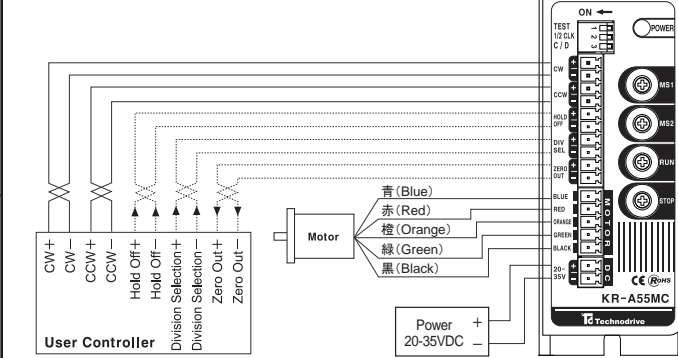 ON ←
TEST
1/2 CLK
C / D
1
2
3
POWER
CW
+
−
CCW
+
−
HOLD
OFF
+
−
DIV
SEL
+
−
ZERO
OUT
+
−
MS1
MS2
RUN
STOP
BLUE
RED
ORANGE
GREEN
BLACK
MOTOR
20-
35V
+
−
DC
CE RoHS
KR-A55MC
Technodrive
青(Blue)
赤(Red)
橙(Orange)
緑(Green)
黒(Black)
Motor
CW+
CW−
CCW+
CCW−
Hold Off+
Hold Off−
Division Selection+
Division Selection−
Zero Out+
Zero Out−
User Controller
Power +
20-35VDC −